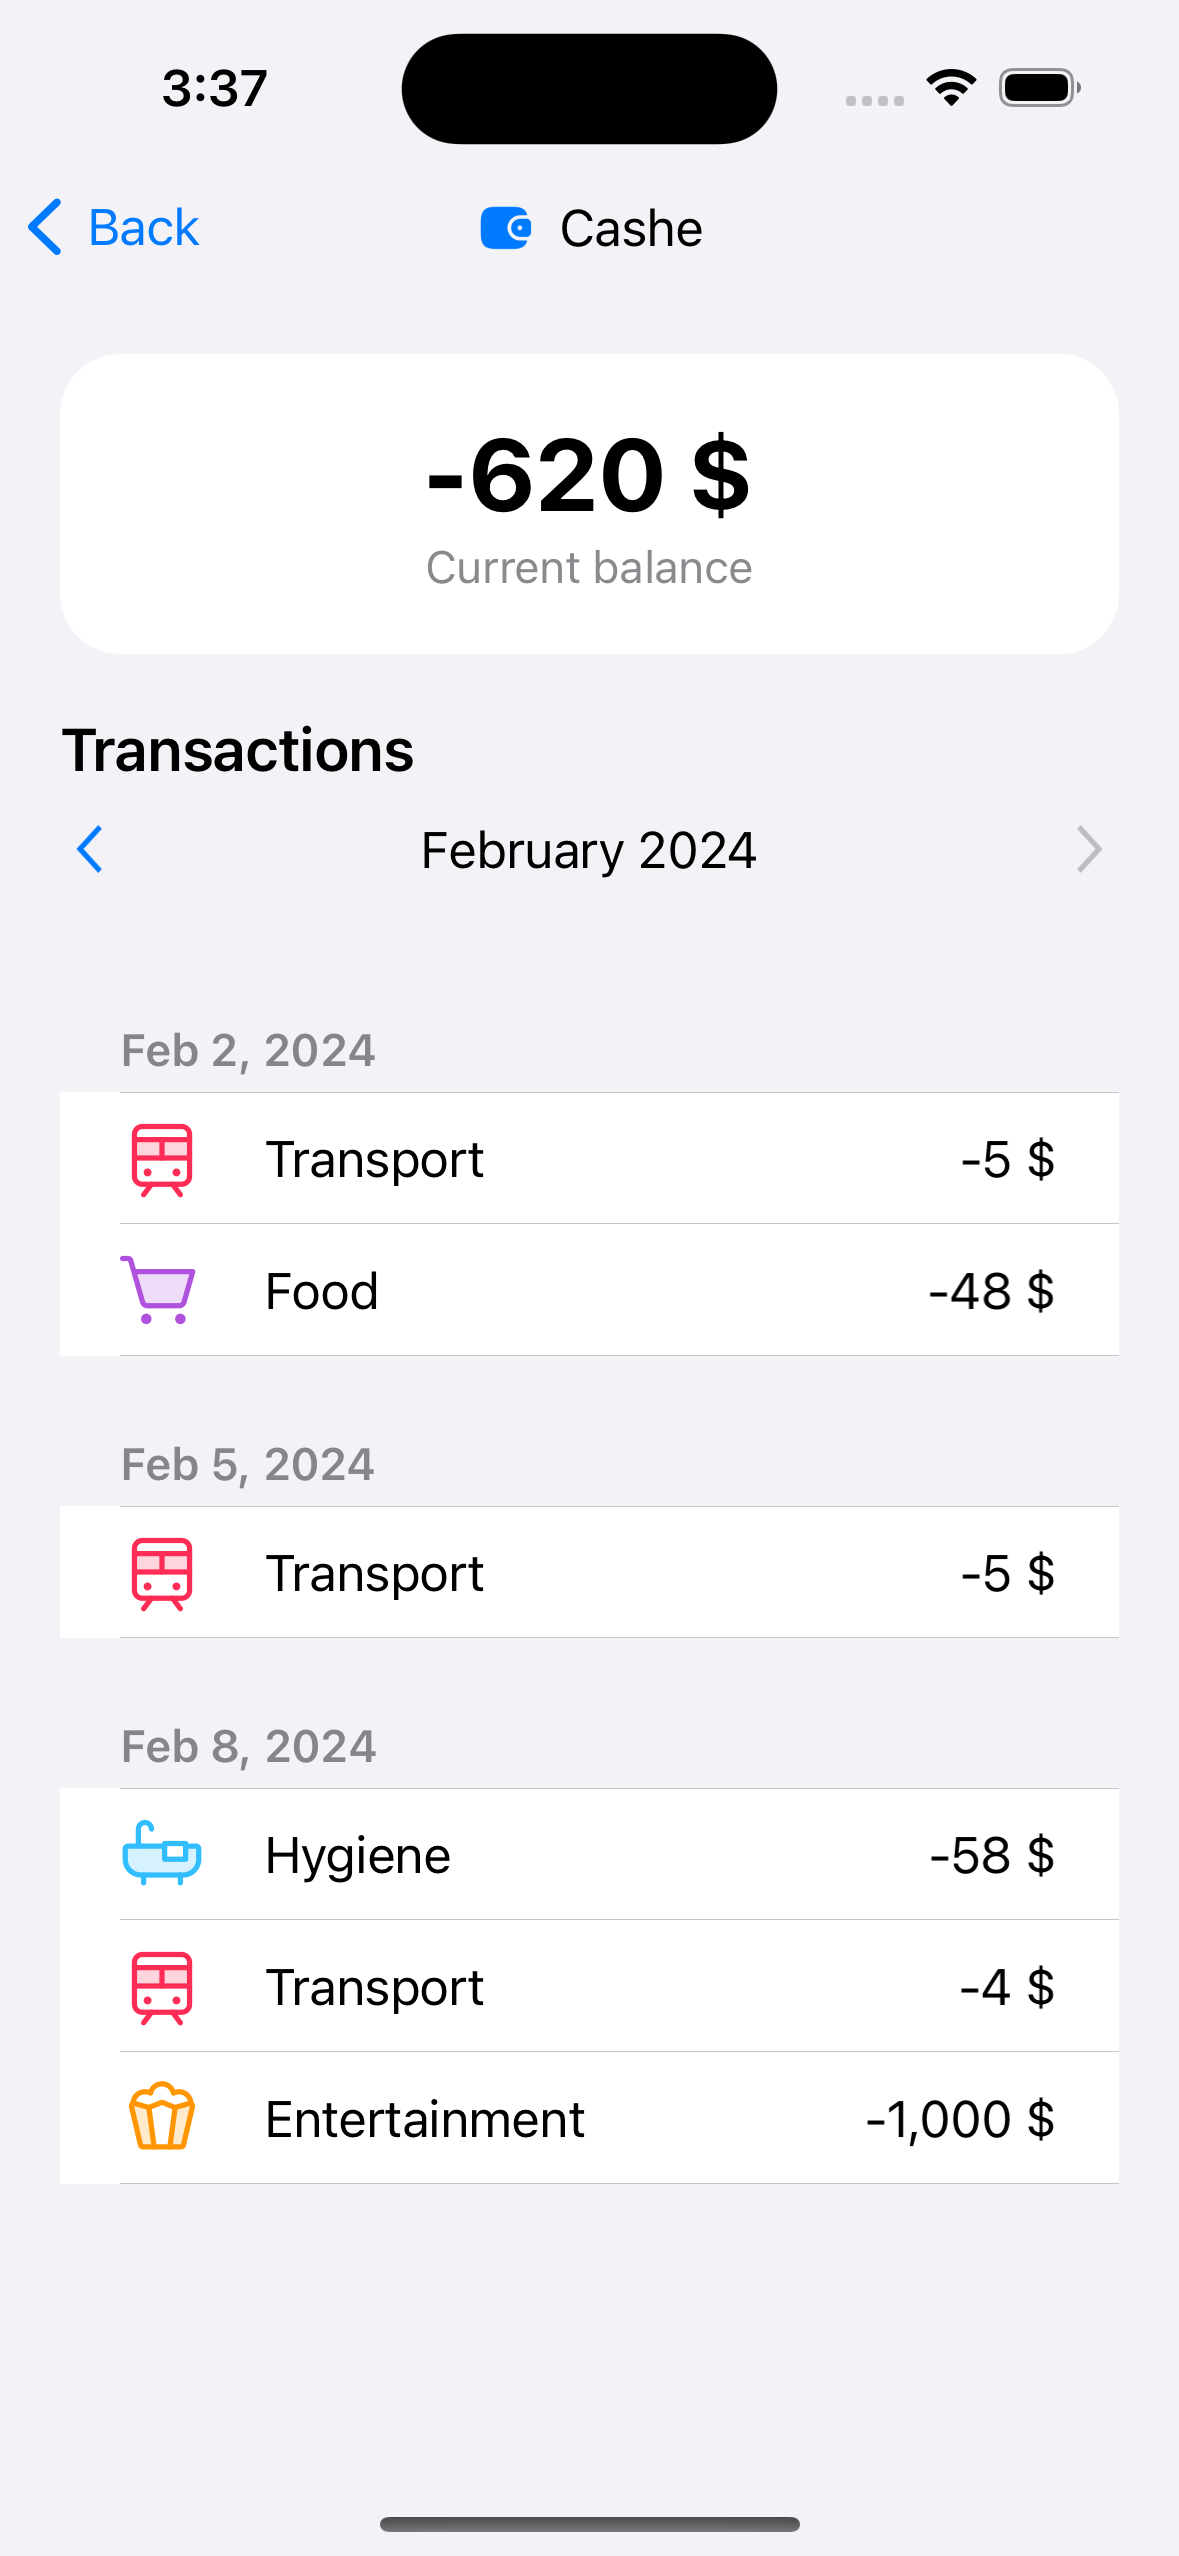 3:37
Back
Cashe
-620 $
Current balance
Transactions
February 2024
Feb 2, 2024
Transport -5 $
Food -48 $
Feb 5, 2024
Transport -5 $
Feb 8, 2024
Hygiene -58 $
Transport -4 $
Entertainment -1,000 $